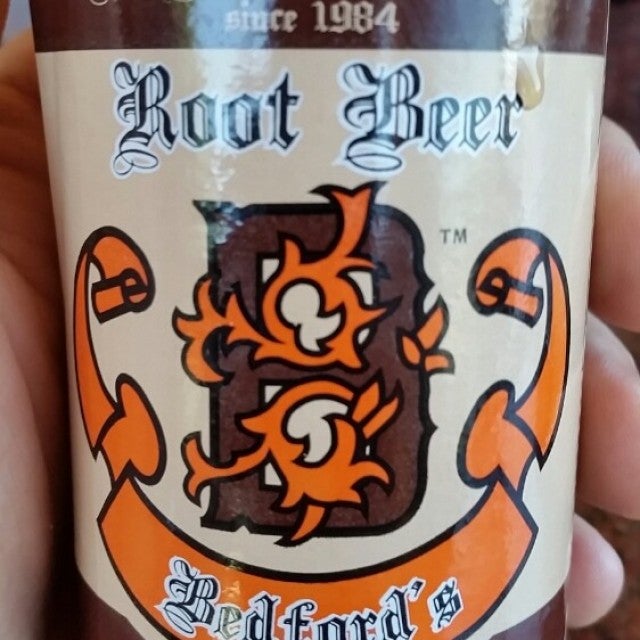 since 1984
Root Beer
B TM
Bedford's